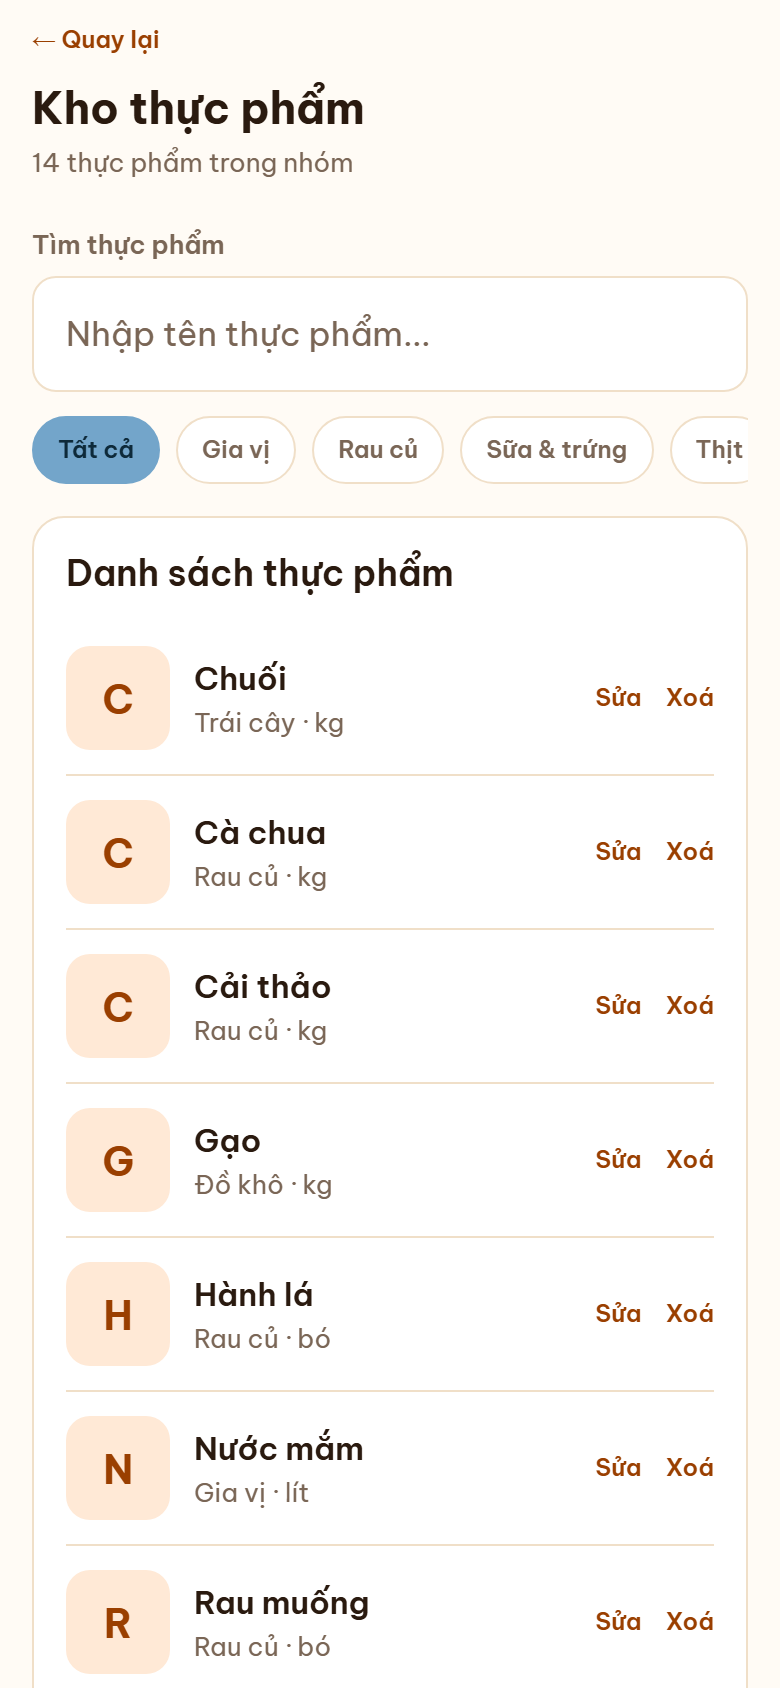 ← Quay lại
Kho thực phẩm
14 thực phẩm trong nhóm
Tìm thực phẩm
Nhập tên thực phẩm...
Tất cả Gia vị Rau củ Sữa & trứng Thịt
Danh sách thực phẩm
C
Chuối
Trái cây · kg
Sửa Xoá
C
Cà chua
Rau củ · kg
Sửa Xoá
C
Cải thảo
Rau củ · kg
Sửa Xoá
G
Gạo
Đồ khô · kg
Sửa Xoá
H
Hành lá
Rau củ · bó
Sửa Xoá
N
Nước mắm
Gia vị · lít
Sửa Xoá
R
Rau muống
Rau củ · bó
Sửa Xoá